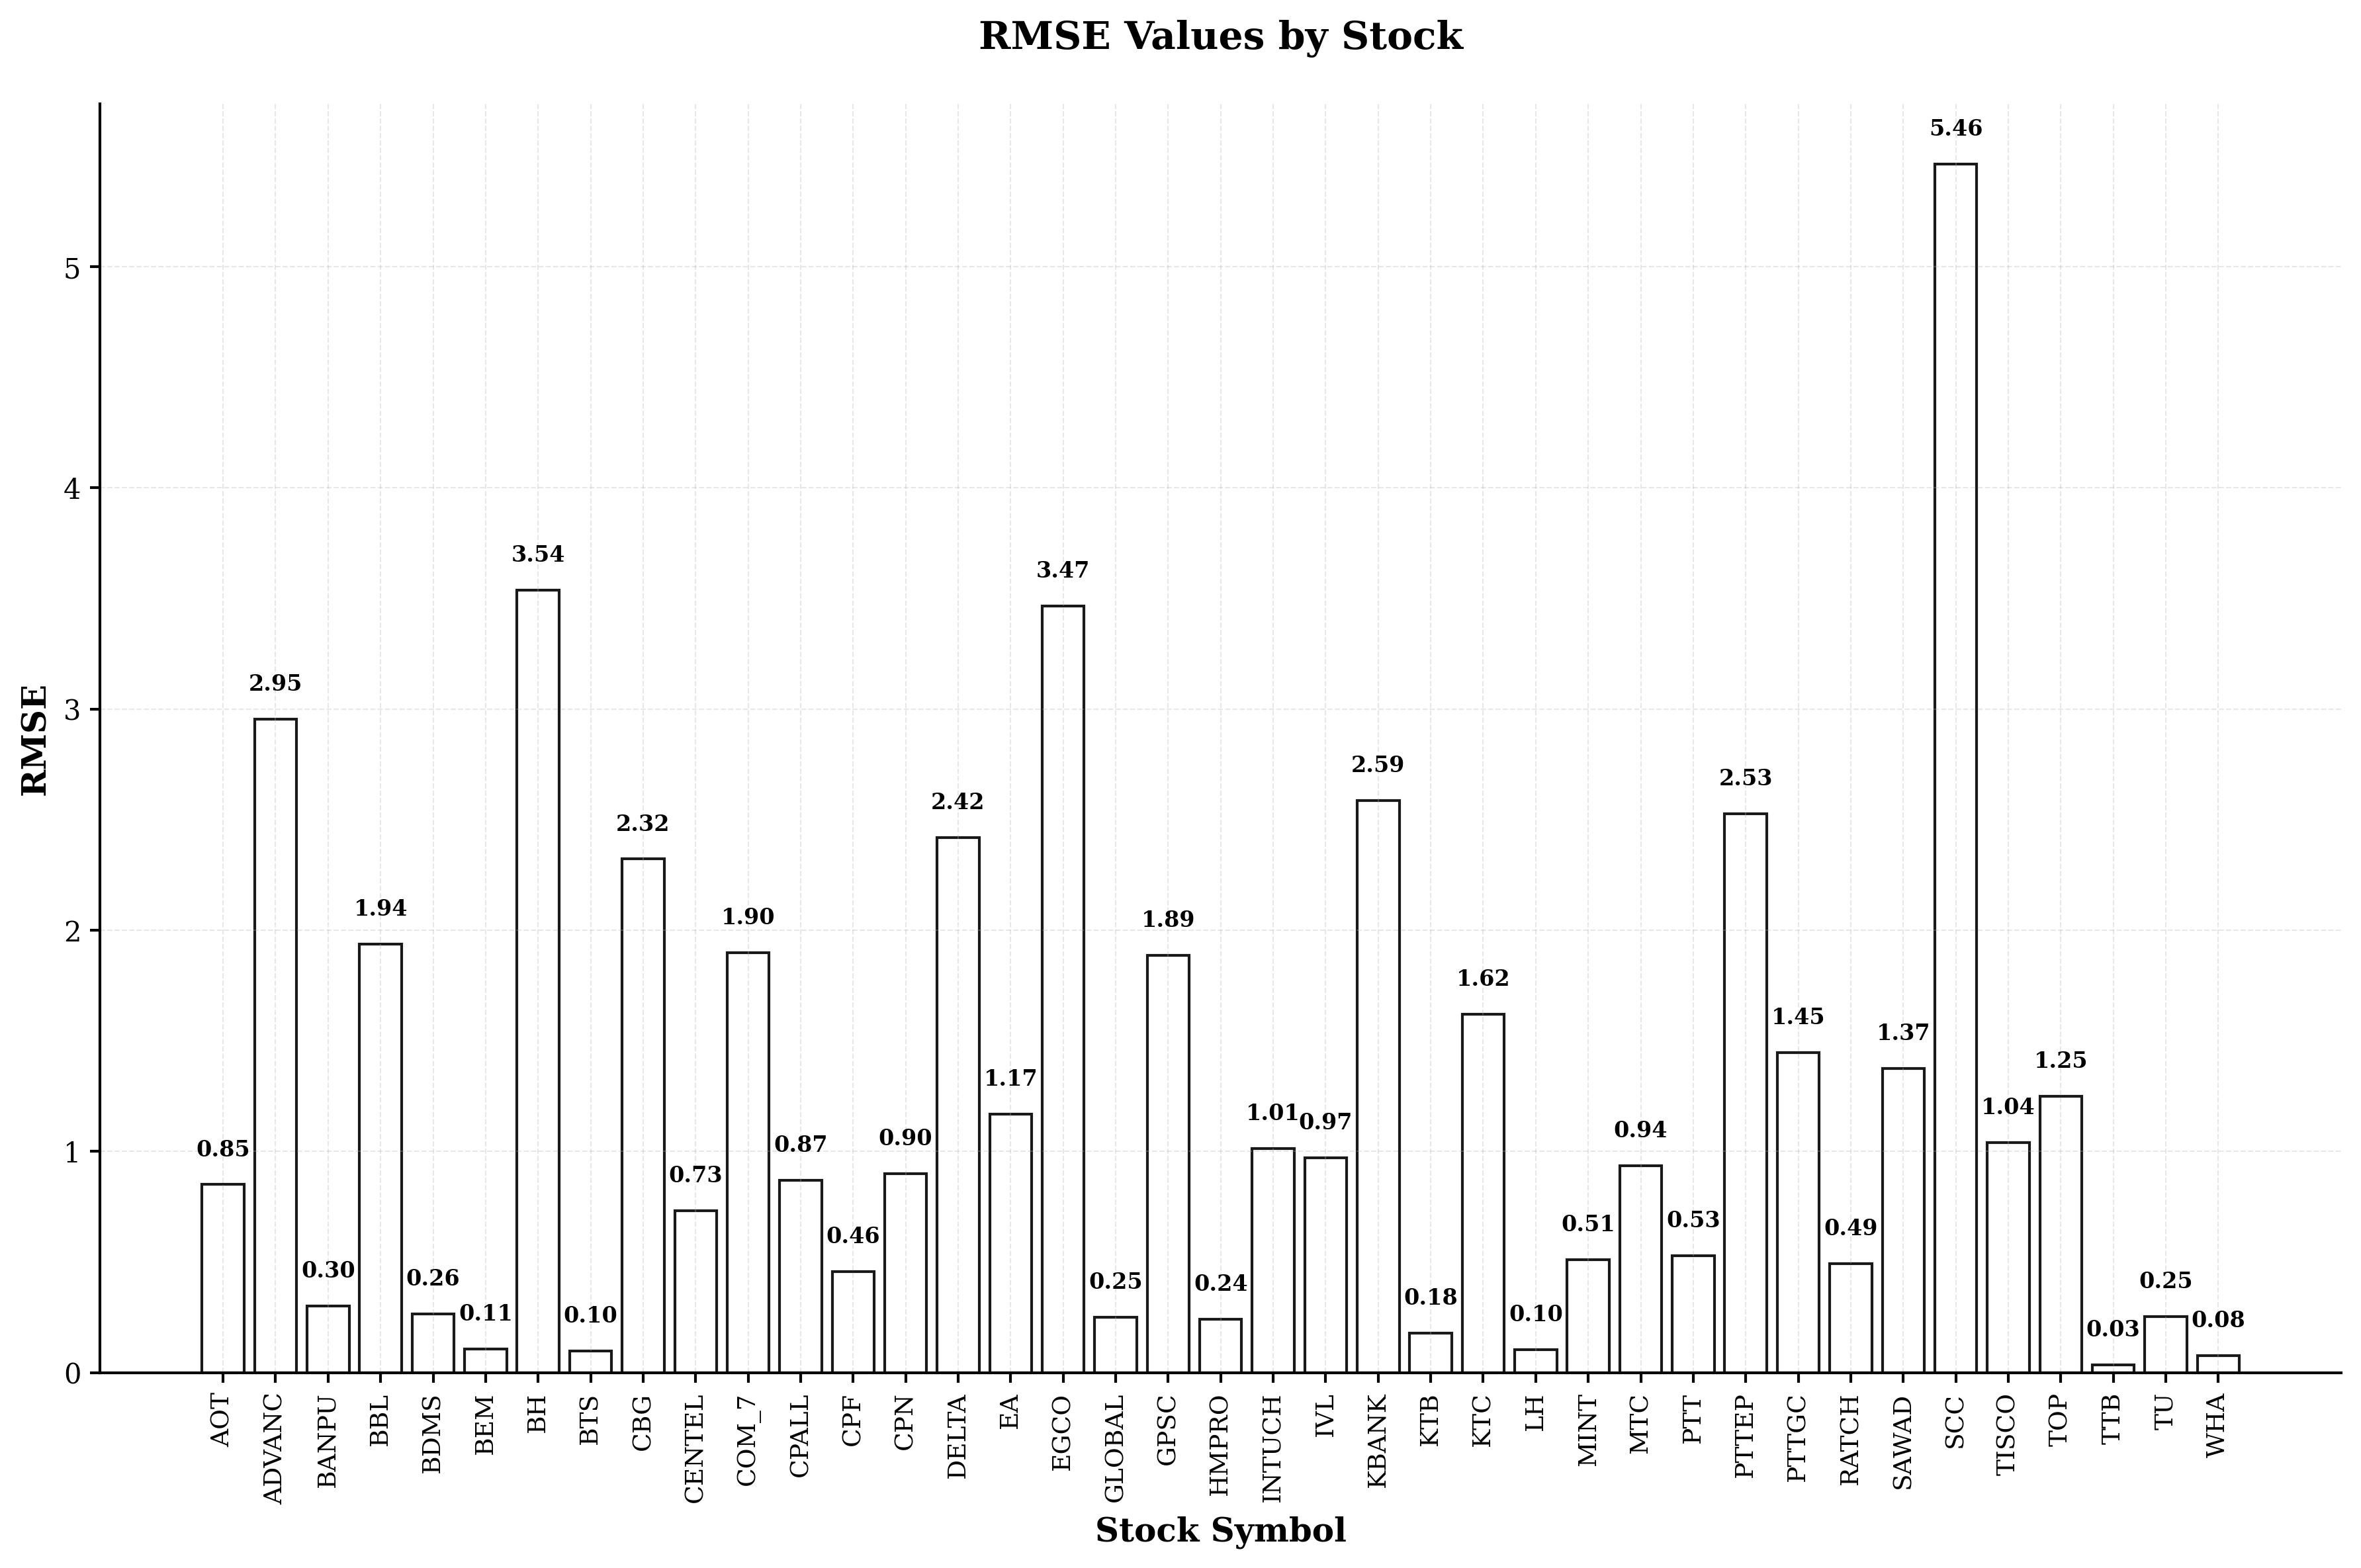 RMSE Values by Stock
RMSE
5
4
3
2
1
0
0.85
2.95
0.30
1.94
0.26
0.11
3.54
0.10
2.32
0.73
1.90
0.87
0.46
0.90
2.42
1.17
3.47
0.25
1.89
0.24
1.01
0.97
2.59
0.18
1.62
0.10
0.51
0.94
0.53
2.53
1.45
0.49
1.37
5.46
1.04
1.25
0.03
0.25
0.08
AOT
ADVANC
BANPU
BBL
BDMS
BEM
BH
BTS
CBG
CENTEL
COM_7
CPALL
CPF
CPN
DELTA
EA
EGCO
GLOBAL
GPSC
HMPRO
INTUCH
IVL
KBANK
KTB
KTC
LH
MINT
MTC
PTT
PTTEP
PTTGC
RATCH
SAWAD
SCC
TISCO
TOP
TTB
TU
WHA
Stock Symbol